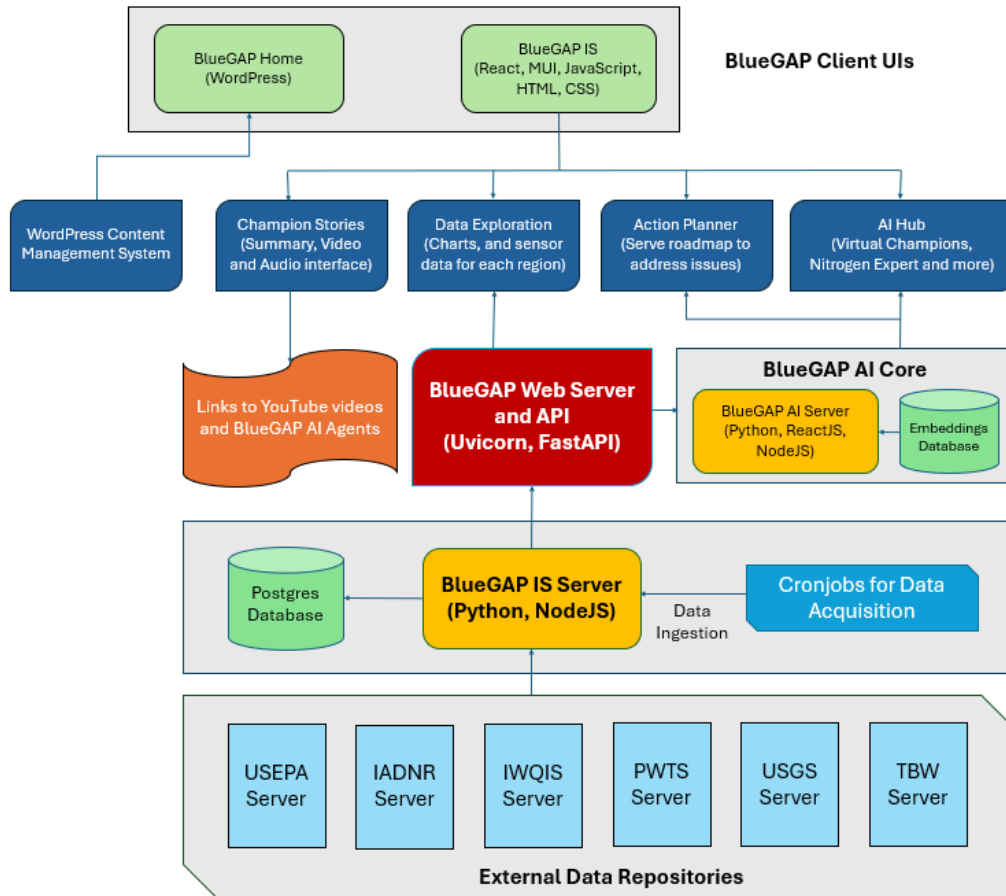 BlueGAP Home
(WordPress)
BlueGAP IS
(React, MUI, JavaScript,
HTML, CSS)
BlueGAP Client UIs
WordPress Content
Management System
Champion Stories
(Summary, Video
and Audio interface)
Data Exploration
(Charts, and sensor
data for each region)
Action Planner
(Serve roadmap to
address issues)
AI Hub
(Virtual Champions,
Nitrogen Expert and more)
Links to YouTube videos
and BlueGAP AI Agents
BlueGAP Web Server
and API
(Uvicorn, FastAPI)
BlueGAP AI Core
BlueGAP AI Server
(Python, ReactJS,
NodeJS)
Embeddings
Database
Postgres
Database
BlueGAP IS Server
(Python, NodeJS)
Data
Ingestion
Cronjobs for Data
Acquisition
USEPA
Server
IADNR
Server
IWQIS
Server
PWTS
Server
USGS
Server
TBW
Server
External Data Repositories